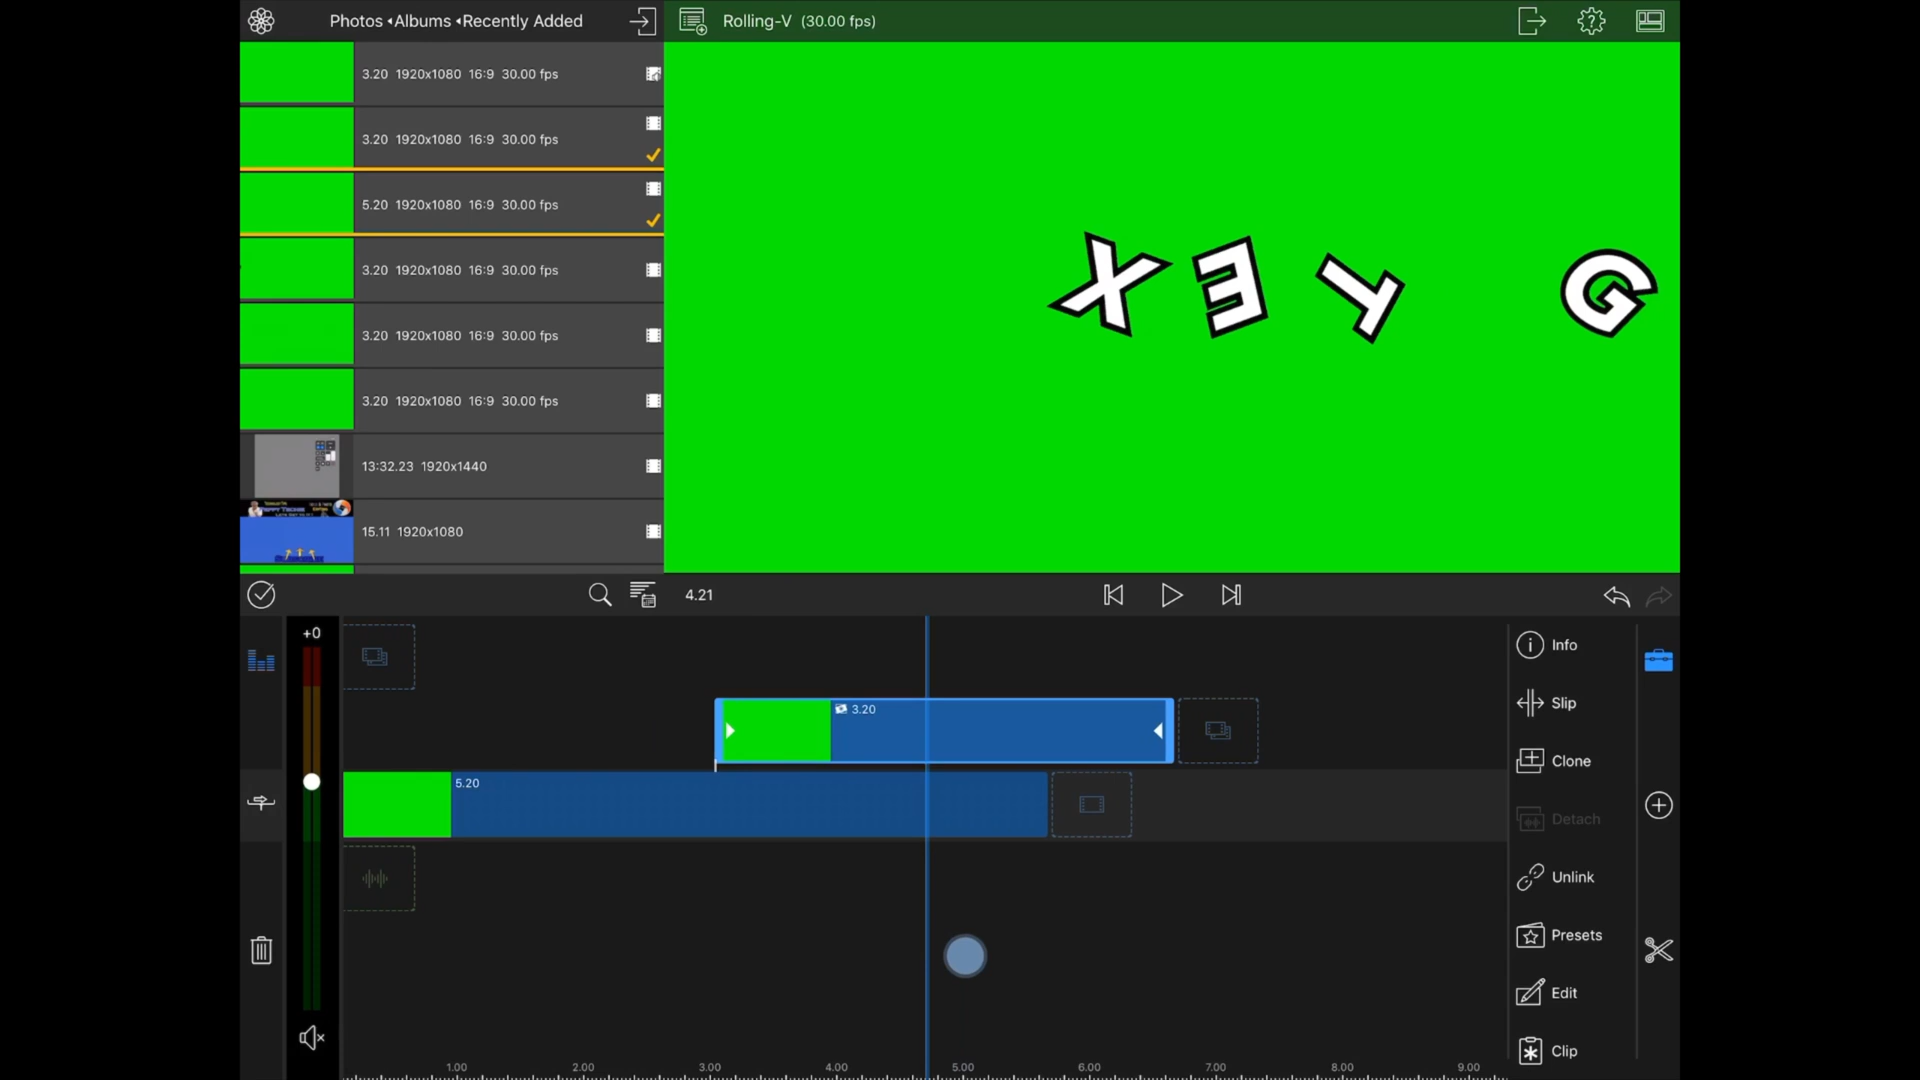 Photos ◂Albums ◂Recently Added
Rolling-V (30.00 fps)
3.20 1920x1080 16:9 30.00 fps
3.20 1920x1080 16:9 30.00 fps
5.20 1920x1080 16:9 30.00 fps
3.20 1920x1080 16:9 30.00 fps
3.20 1920x1080 16:9 30.00 fps
3.20 1920x1080 16:9 30.00 fps
13:32.23 1920x1440
15.11 1920x1080
X E T G
4.21
+0
3.20
5.20
Info
Slip
Clone
Detach
Unlink
Presets
Edit
Clip
1.00 2.00 3.00 4.00 5.00 6.00 7.00 8.00 9.00